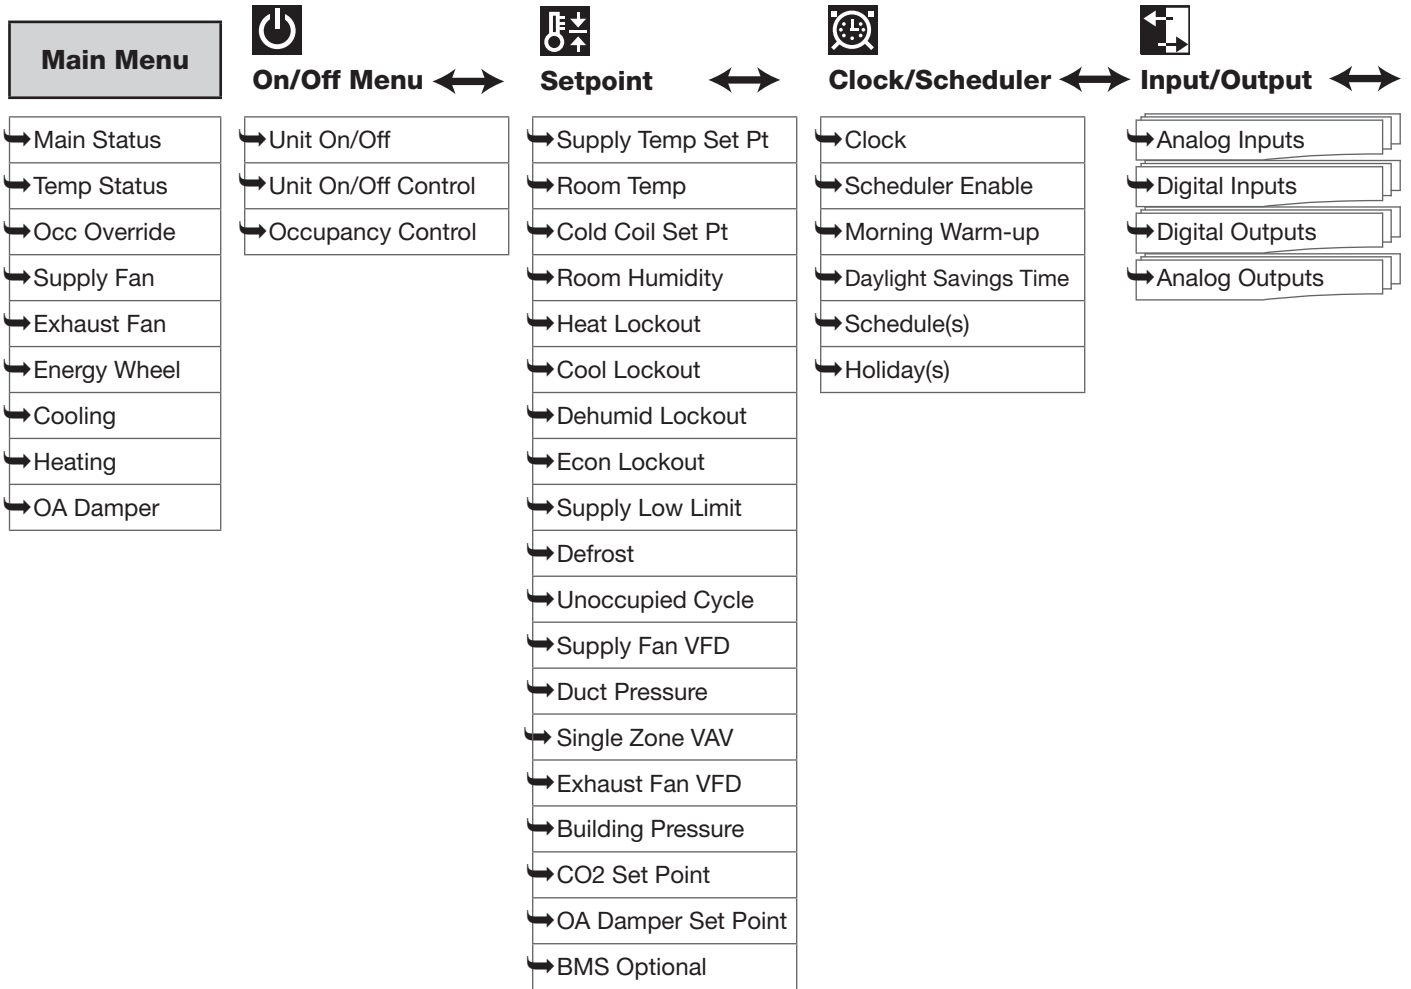 Main Menu
Main Status
Temp Status
Occ Override
Supply Fan
Exhaust Fan
Energy Wheel
Cooling
Heating
OA Damper
On/Off Menu
Unit On/Off
Unit On/Off Control
Occupancy Control
Setpoint
Supply Temp Set Pt
Room Temp
Cold Coil Set Pt
Room Humidity
Heat Lockout
Cool Lockout
Dehumid Lockout
Econ Lockout
Supply Low Limit
Defrost
Unoccupied Cycle
Supply Fan VFD
Duct Pressure
Single Zone VAV
Exhaust Fan VFD
Building Pressure
CO2 Set Point
OA Damper Set Point
BMS Optional
Clock/Scheduler
Clock
Scheduler Enable
Morning Warm-up
Daylight Savings Time
Schedule(s)
Holiday(s)
Input/Output
Analog Inputs
Digital Inputs
Digital Outputs
Analog Outputs